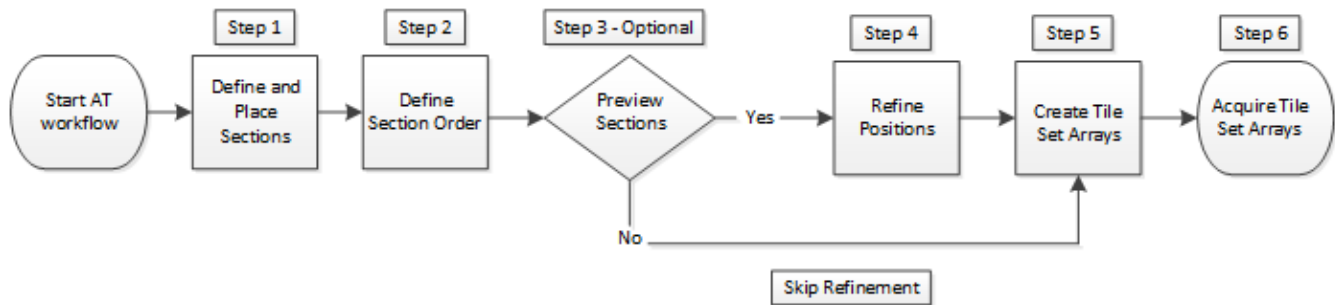 Step 1
Step 2
Step 3 - Optional
Step 4
Step 5
Step 6
Start AT
workflow
Define and
Place
Sections
Define
Section Order
Preview
Sections
Yes
Refine
Positions
Create Tile
Set Arrays
Acquire Tile
Set Arrays
No
Skip Refinement